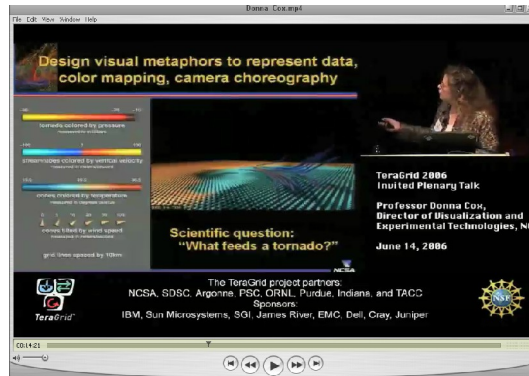 Donna Cox.mp4
File Edit View Window Help
Design visual metaphors to represent data,
color mapping, camera choreography
tornado colored by pressure
streamlines colored by vertical velocity
cones colored by temperature
cones tilted by wind speed
grid lines spaced by 10km
Scientific question:
"What feeds a tornado?"
NCSA
TeraGrid 2006
Invited Plenary Talk
Professor Donna Cox,
Director of Visualization and
Experimental Technologies,
June 14, 2006
The TeraGrid project partners:
NCSA, SDSC, Argonne, PSC, ORNL, Purdue, Indiana, and TACC
Sponsors:
IBM, Sun Microsystems, SGI, James River, EMC, Dell, Cray, Juniper
TeraGrid
NSF
00:14:21